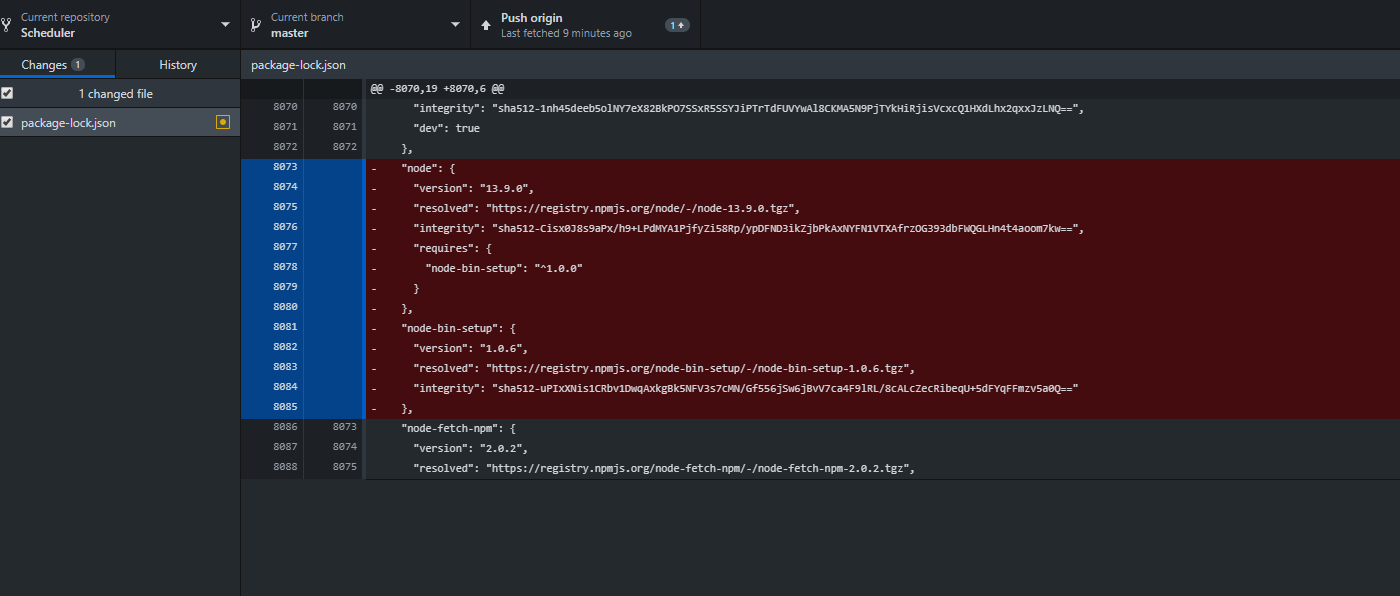 Current repository
Scheduler
Current branch
master
Push origin
Last fetched 9 minutes ago
1
Changes 1
History
package-lock.json
1 changed file
package-lock.json
@@ -8070,19 +8070,6 @@
8070 8070 "integrity": "sha512-1nh45deeb5olNY7eX82BkPO7SSxR5SSYJiPTrTdFUVYwAl8CKMA5N9PjTYkHiRjisVcxcQ1HXdLhx2qxxJzLNQ==",
8071 8071 "dev": true
8072 8072 },
8073 - "node": {
8074 - "version": "13.9.0",
8075 - "resolved": "https://registry.npmjs.org/node/-/node-13.9.0.tgz",
8076 - "integrity": "sha512-Cisx0J8s9aPx/h9+LPdMYA1PjfyZi58Rp/ypDFND3ikZjbPkAxNYFN1VTXAfrzOG393dbFWQGLHn4t4aoom7kw==",
8077 - "requires": {
8078 - "node-bin-setup": "^1.0.0"
8079 - }
8080 - },
8081 - "node-bin-setup": {
8082 - "version": "1.0.6",
8083 - "resolved": "https://registry.npmjs.org/node-bin-setup/-/node-bin-setup-1.0.6.tgz",
8084 - "integrity": "sha512-uPIxXNis1CRbv1DwqAxkgBk5NFV3s7cMN/Gf556jSw6jBvV7ca4F9lRL/8cALcZecRibeqU+5dFYqFFmzv5a0Q=="
8085 - },
8086 8073 "node-fetch-npm": {
8087 8074 "version": "2.0.2",
8088 8075 "resolved": "https://registry.npmjs.org/node-fetch-npm/-/node-fetch-npm-2.0.2.tgz",